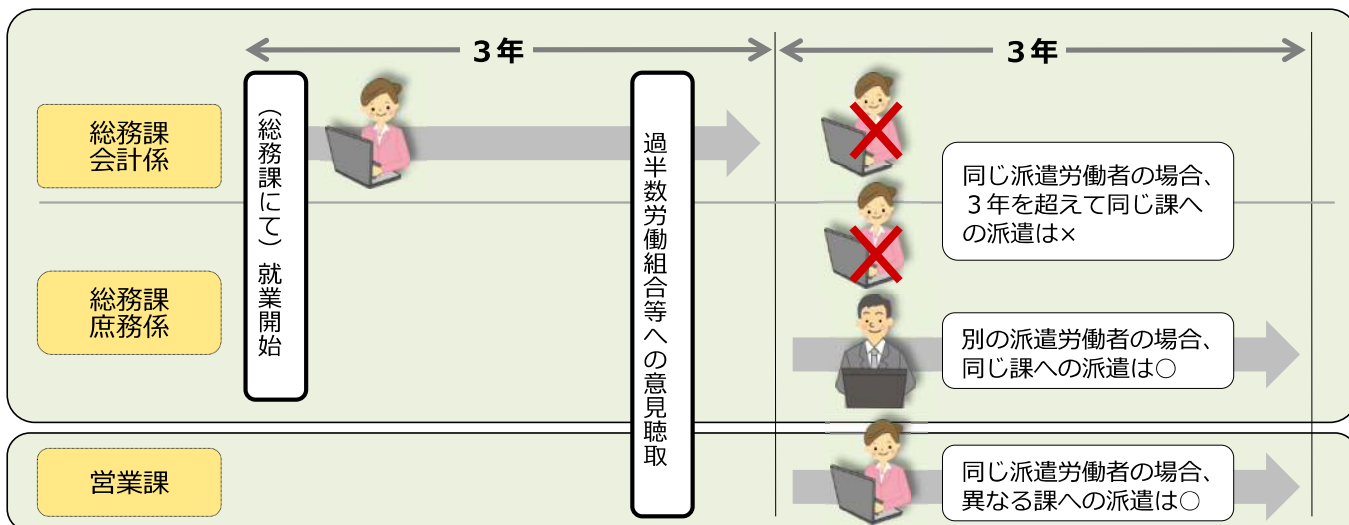 ３年
３年
総務課
会計係
（総務課にて）就業開始
過半数労働組合等への意見聴取
同じ派遣労働者の場合、
３年を超えて同じ課へ
の派遣は×
総務課
庶務係
別の派遣労働者の場合、
同じ課への派遣は○
営業課
同じ派遣労働者の場合、
異なる課への派遣は○